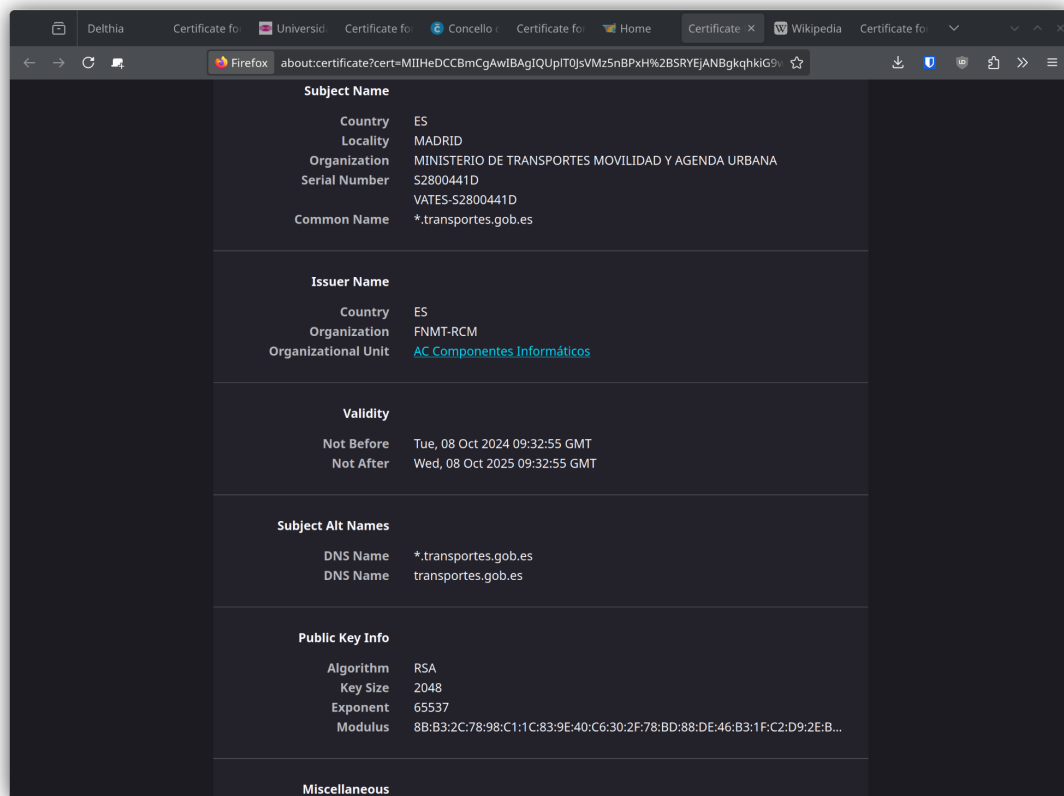 Delthia Certificate fo Universid Certificate fo Concello Certificate fo Home Certificate Wikipedia Certificate fo
Firefox about:certificate?cert=MIIHeDCCBmCgAwIBAgIQUplT0JsVMz5nBPxH%2BSRYEjANBgkqhkiG9w
Subject Name
Country ES
Locality MADRID
Organization MINISTERIO DE TRANSPORTES MOVILIDAD Y AGENDA URBANA
Serial Number S2800441D
VATES-S2800441D
Common Name *.transportes.gob.es
Issuer Name
Country ES
Organization FNMT-RCM
Organizational Unit AC Componentes Informáticos
Validity
Not Before Tue, 08 Oct 2024 09:32:55 GMT
Not After Wed, 08 Oct 2025 09:32:55 GMT
Subject Alt Names
DNS Name *.transportes.gob.es
DNS Name transportes.gob.es
Public Key Info
Algorithm RSA
Key Size 2048
Exponent 65537
Modulus 8B:B3:2C:78:98:C1:1C:83:9E:40:C6:30:2F:78:BD:88:DE:46:B3:1F:C2:D9:2E:B...
Miscellaneous